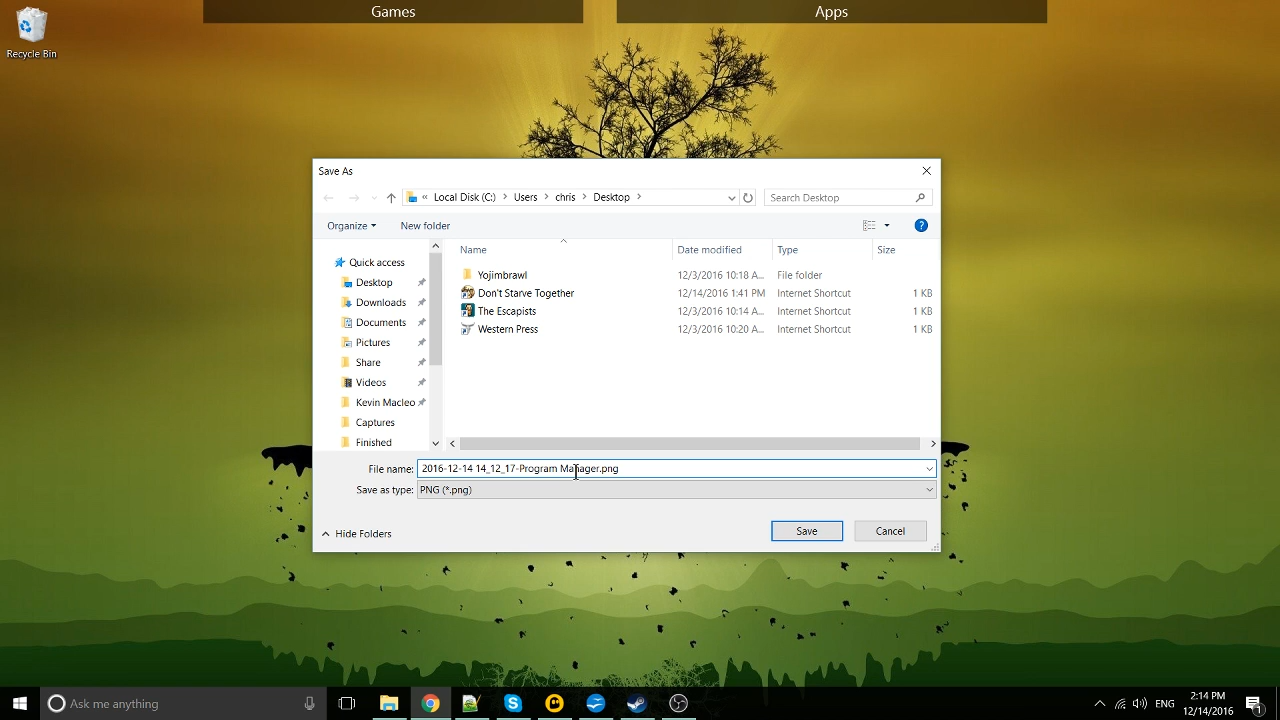 Games
Apps
Recycle Bin
Save As
« Local Disk (C:) > Users > chris > Desktop >
Search Desktop
Organize
New folder
?
Name
Date modified
Type
Size
Quick access
Desktop
Downloads
Documents
Pictures
Share
Videos
Kevin Macleo
Captures
Finished
Yojimbrawl 12/3/2016 10:18 A... File folder
Don't Starve Together 12/14/2016 1:41 PM Internet Shortcut 1 KB
The Escapists 12/3/2016 10:14 A... Internet Shortcut 1 KB
Western Press 12/3/2016 10:20 A... Internet Shortcut 1 KB
File name: 2016-12-14 14_12_17-Program Manager.png
Save as type: PNG (*.png)
Hide Folders
Save
Cancel
Ask me anything
ENG
2:14 PM
12/14/2016
1